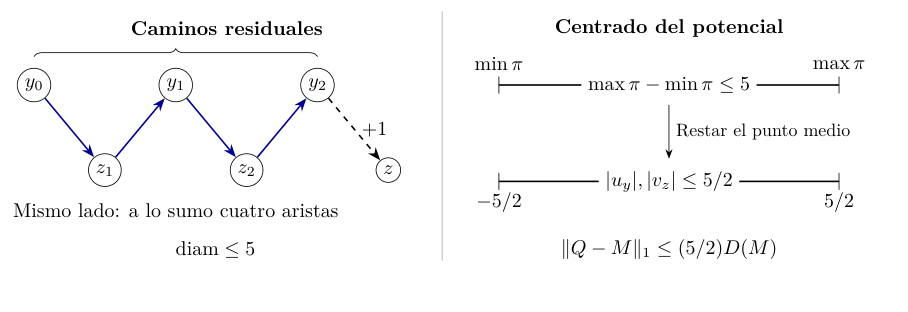 Caminos residuales
y₀ y₁ y₂
+1
z₁ z₂ z
Mismo lado: a lo sumo cuatro aristas
diam ≤ 5
Centrado del potencial
min π max π
max π − min π ≤ 5
Restar el punto medio
|u_y|, |v_z| ≤ 5/2
−5/2 5/2
‖Q − M‖₁ ≤ (5/2)D(M)